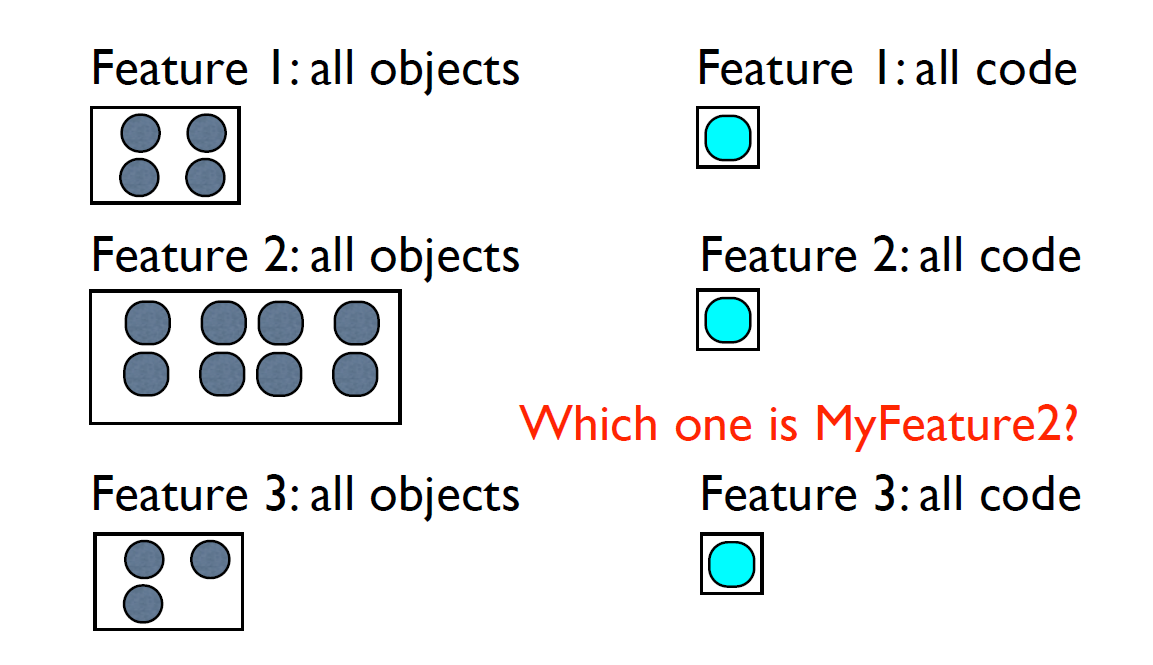 Feature 1: all objects
Feature 1: all code
Feature 2: all objects
Feature 2: all code
Which one is MyFeature2?
Feature 3: all objects
Feature 3: all code